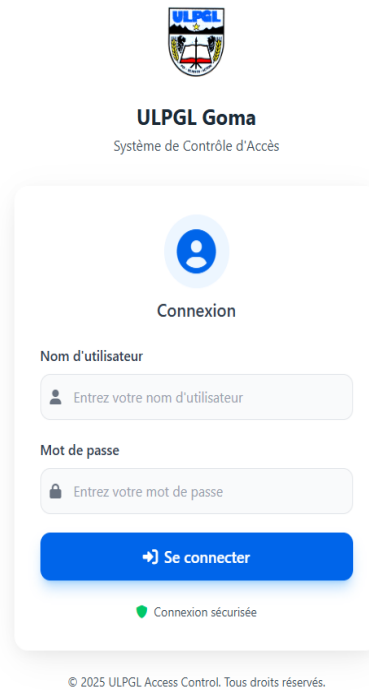 ULPGL
ULPGL Goma
Système de Contrôle d'Accès
Connexion
Nom d'utilisateur
Entrez votre nom d'utilisateur
Mot de passe
Entrez votre mot de passe
Se connecter
Connexion sécurisée
© 2025 ULPGL Access Control. Tous droits réservés.